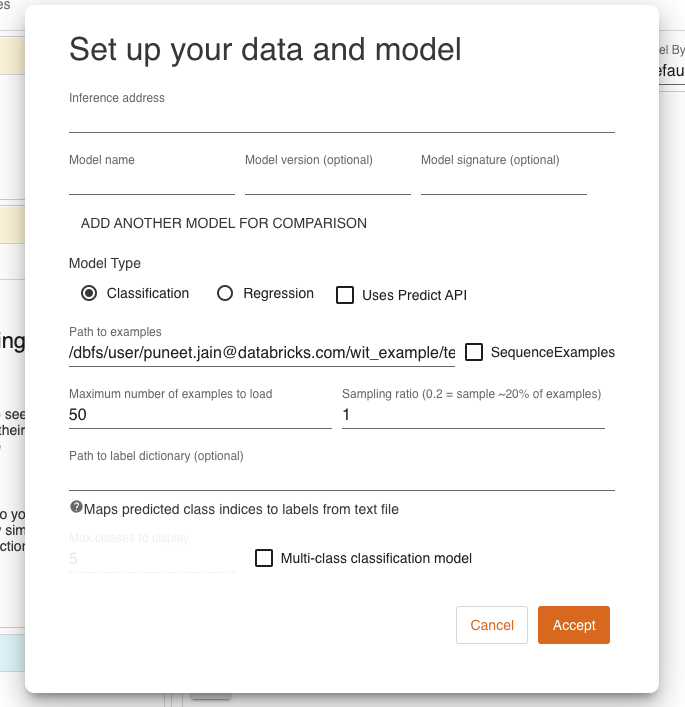 es
Set up your data and model
el By
efau
Inference address
Model name Model version (optional) Model signature (optional)
ADD ANOTHER MODEL FOR COMPARISON
Model Type
Classification Regression Uses Predict API
Path to examples
ing
/dbfs/user/puneet.jain@databricks.com/wit_example/te SequenceExamples
Maximum number of examples to load Sampling ratio (0.2 = sample ~20% of examples)
see
50 1
their
Path to label dictionary (optional)
?Maps predicted class indices to labels from text file
o yo
sim
Max classes to display
ction
5 Multi-class classification model
Cancel Accept